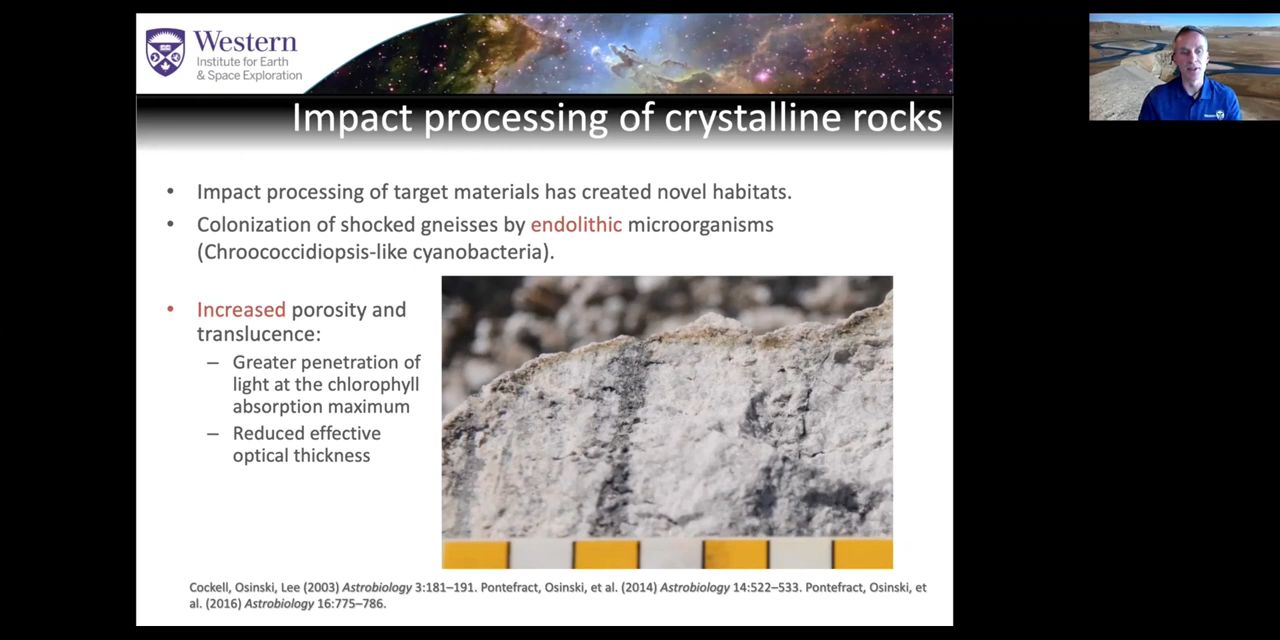 Western
Institute for Earth
& Space Exploration
Impact processing of crystalline rocks
• Impact processing of target materials has created novel habitats.
• Colonization of shocked gneisses by endolithic microorganisms
(Chroococcidiopsis-like cyanobacteria).
• Increased porosity and
translucence:
– Greater penetration of
light at the chlorophyll
absorption maximum
– Reduced effective
optical thickness
Cockell, Osinski, Lee (2003) Astrobiology 3:181–191. Pontefract, Osinski, et al. (2014) Astrobiology 14:522–533. Pontefract, Osinski, et
al. (2016) Astrobiology 16:775–786.